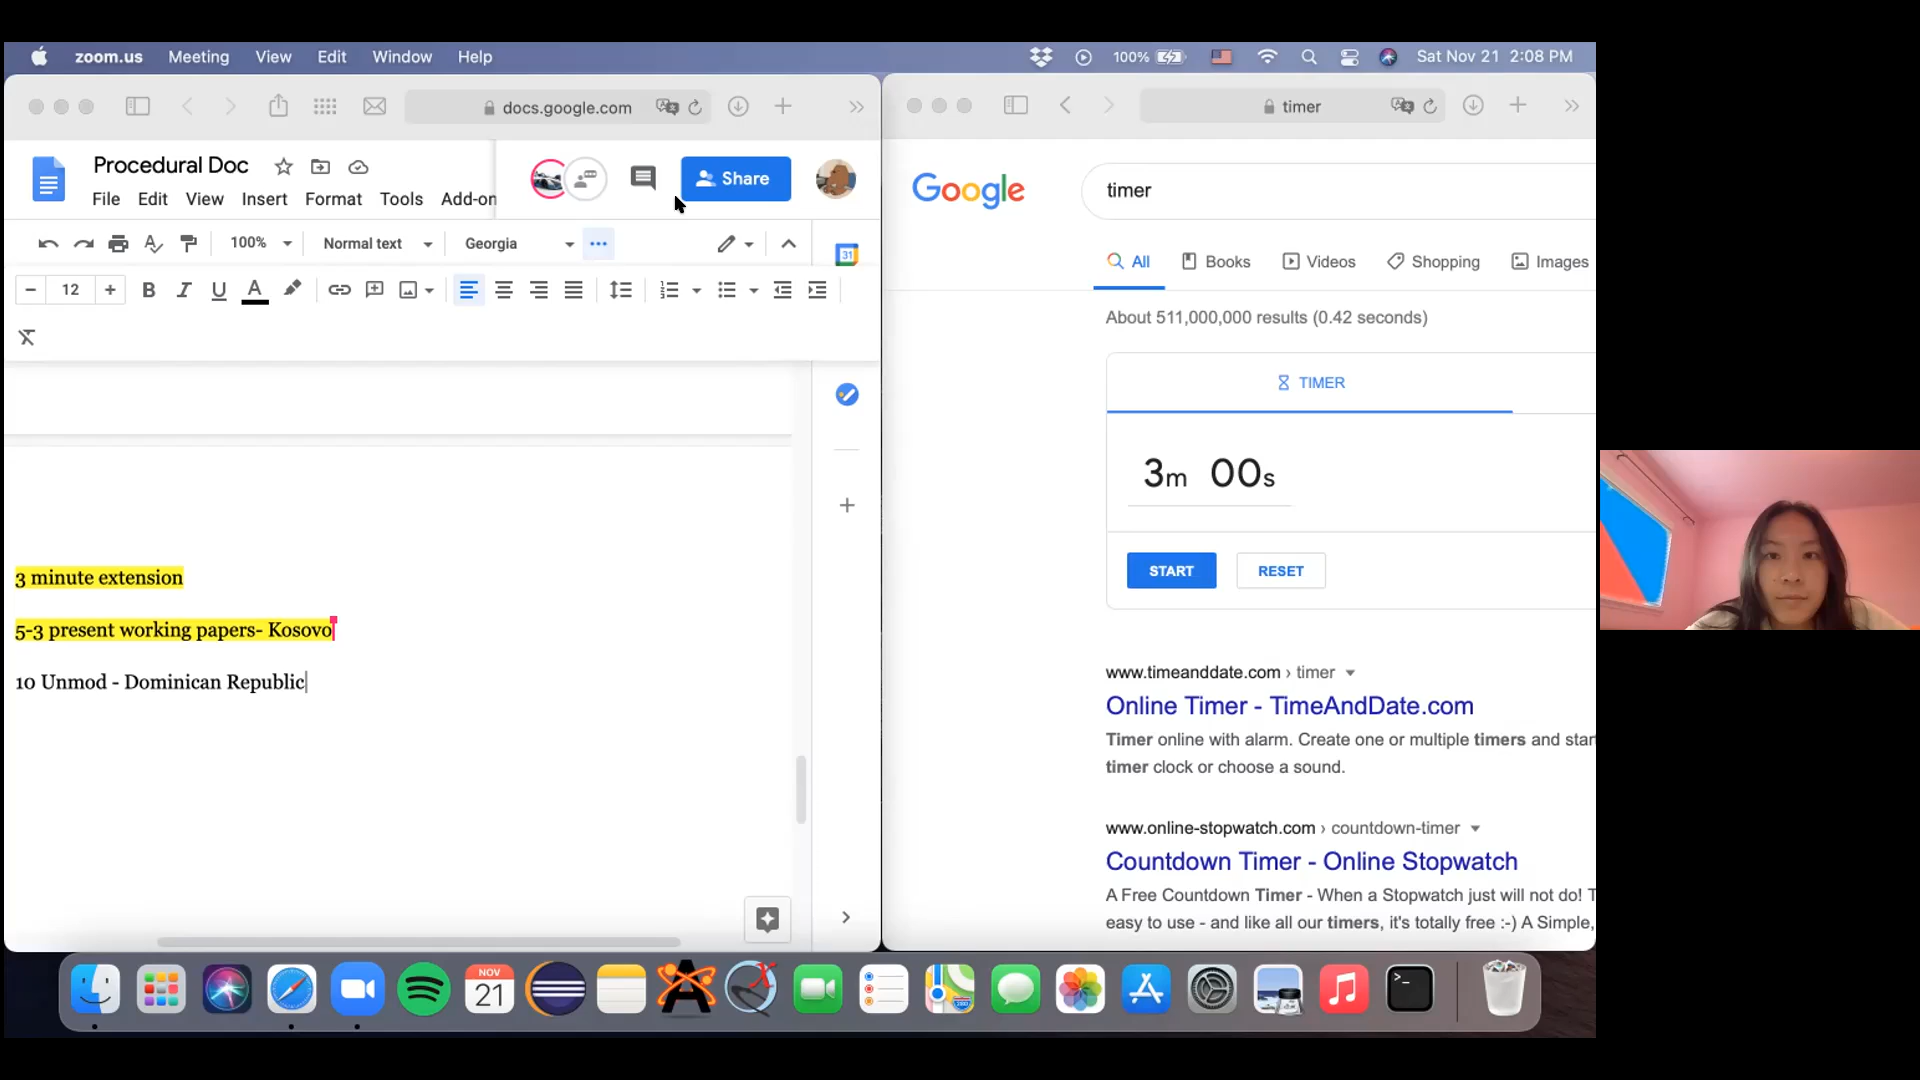 zoom.us Meeting View Edit Window Help 100% Sat Nov 21 2:08 PM
docs.google.com
Procedural Doc
Share
File Edit View Insert Format Tools Add-on
100% Normal text Georgia
31
12 B I U A
3 minute extension
5-3 present working papers- Kosovo
10 Unmod - Dominican Republic
timer
Google
timer
All Books Videos Shopping Images
About 511,000,000 results (0.42 seconds)
TIMER
3m 00s
START RESET
www.timeanddate.com › timer
Online Timer - TimeAndDate.com
Timer online with alarm. Create one or multiple timers and star
timer clock or choose a sound.
www.online-stopwatch.com › countdown-timer
Countdown Timer - Online Stopwatch
A Free Countdown Timer - When a Stopwatch just will not do! T
easy to use - and like all our timers, it's totally free :-) A Simple,
NOV
21